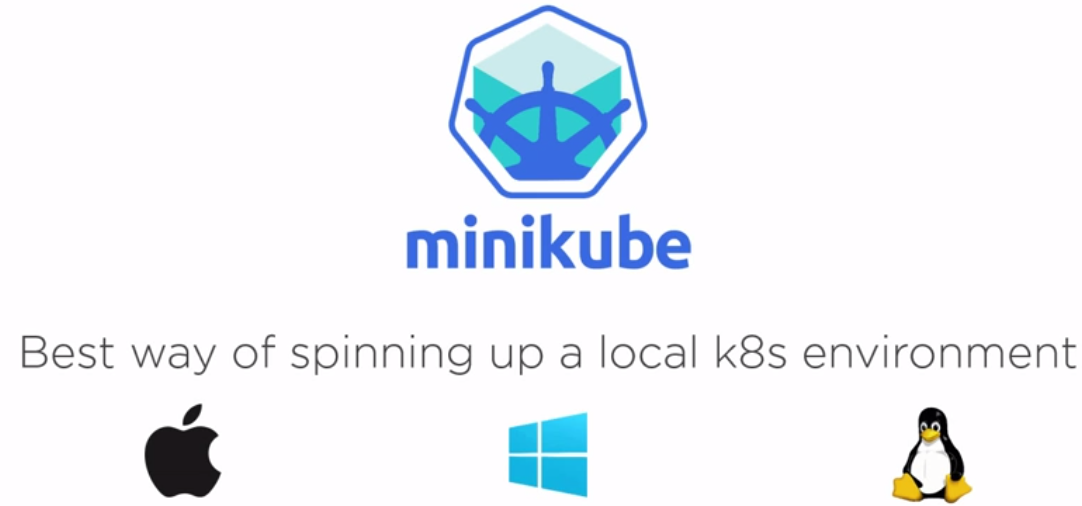 minikube
Best way of spinning up a local k8s environment